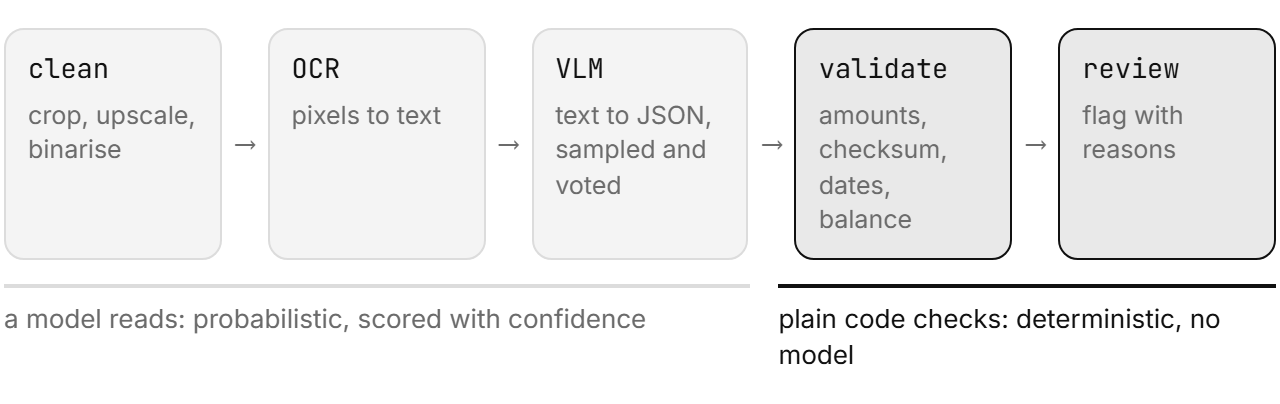 clean
crop, upscale,
binarise
→
OCR
pixels to text
→
VLM
text to JSON,
sampled and
voted
→
validate
amounts,
checksum,
dates,
balance
→
review
flag with
reasons
a model reads: probabilistic, scored with confidence
plain code checks: deterministic, no
model